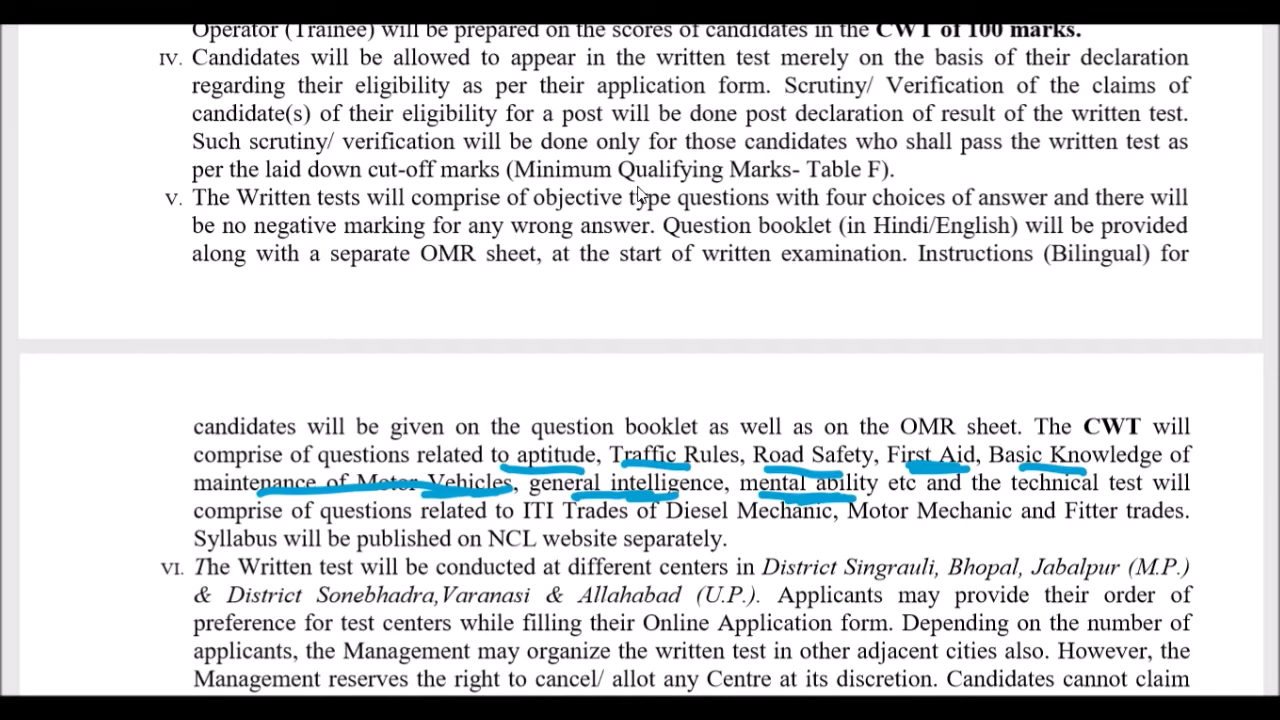 Operator (Trainee) will be prepared on the scores of candidates in the CWT of 100 marks.
IV. Candidates will be allowed to appear in the written test merely on the basis of their declaration
regarding their eligibility as per their application form. Scrutiny/ Verification of the claims of
candidate(s) of their eligibility for a post will be done post declaration of result of the written test.
Such scrutiny/ verification will be done only for those candidates who shall pass the written test as
per the laid down cut-off marks (Minimum Qualifying Marks- Table F).
V. The Written tests will comprise of objective type questions with four choices of answer and there will
be no negative marking for any wrong answer. Question booklet (in Hindi/English) will be provided
along with a separate OMR sheet, at the start of written examination. Instructions (Bilingual) for
candidates will be given on the question booklet as well as on the OMR sheet. The CWT will
comprise of questions related to aptitude, Traffic Rules, Road Safety, First Aid, Basic Knowledge of
maintenance of Motor Vehicles, general intelligence, mental ability etc and the technical test will
comprise of questions related to ITI Trades of Diesel Mechanic, Motor Mechanic and Fitter trades.
Syllabus will be published on NCL website separately.
VI. The Written test will be conducted at different centers in District Singrauli, Bhopal, Jabalpur (M.P.)
& District Sonebhadra,Varanasi & Allahabad (U.P.). Applicants may provide their order of
preference for test centers while filling their Online Application form. Depending on the number of
applicants, the Management may organize the written test in other adjacent cities also. However, the
Management reserves the right to cancel/ allot any Centre at its discretion. Candidates cannot claim